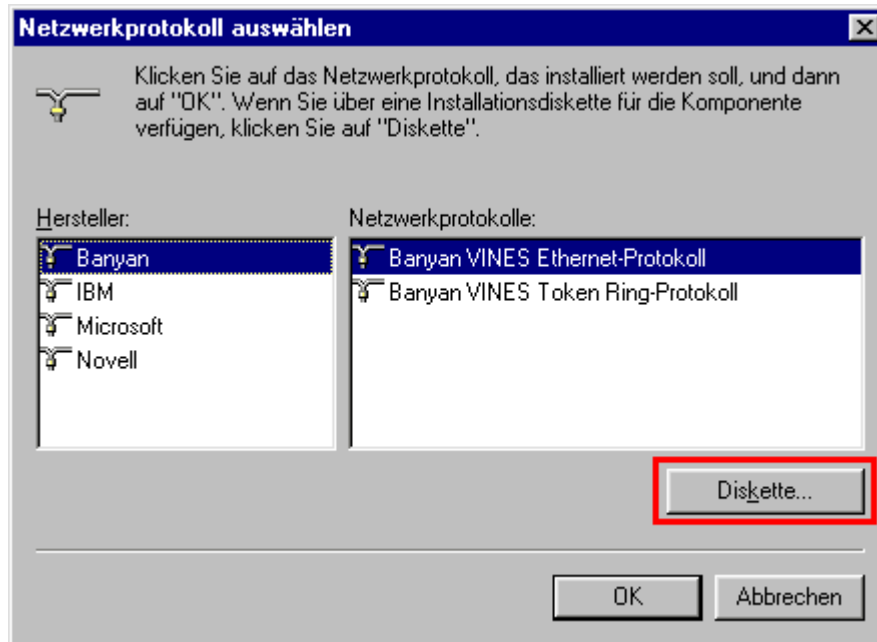 Netzwerkprotokoll auswählen
Klicken Sie auf das Netzwerkprotokoll, das installiert werden soll, und dann
auf "OK". Wenn Sie über eine Installationsdiskette für die Komponente
verfügen, klicken Sie auf "Diskette".
Hersteller:
Banyan
IBM
Microsoft
Novell
Netzwerkprotokolle:
Banyan VINES Ethernet-Protokoll
Banyan VINES Token Ring-Protokoll
Diskette...
OK
Abbrechen